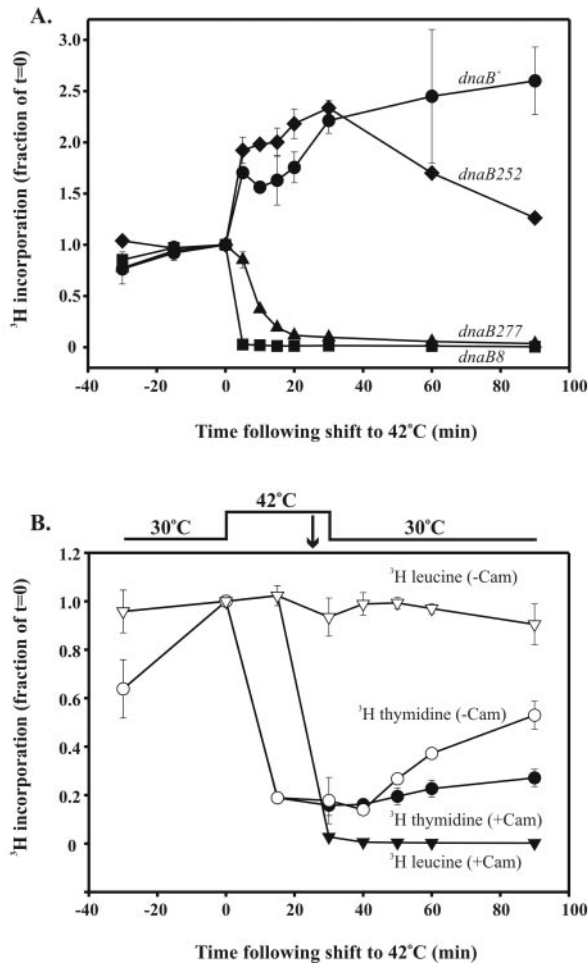 A.
3.0
2.5
2.0
1.5
1.0
0.5
0
³H incorporation (fraction of t=0)
dnaB⁺
dnaB252
dnaB277
dnaB8
-40 -20 0 20 40 60 80 100
Time following shift to 42°C (min)
B.
42°C
30°C 30°C
1.2
1.0
0.8
0.6
0.4
0.2
0
³H incorporation (fraction of t=0)
³H leucine (-Cam)
³H thymidine (-Cam)
³H thymidine (+Cam)
³H leucine (+Cam)
-40 -20 0 20 40 60 80 100
Time following shift to 42°C (min)